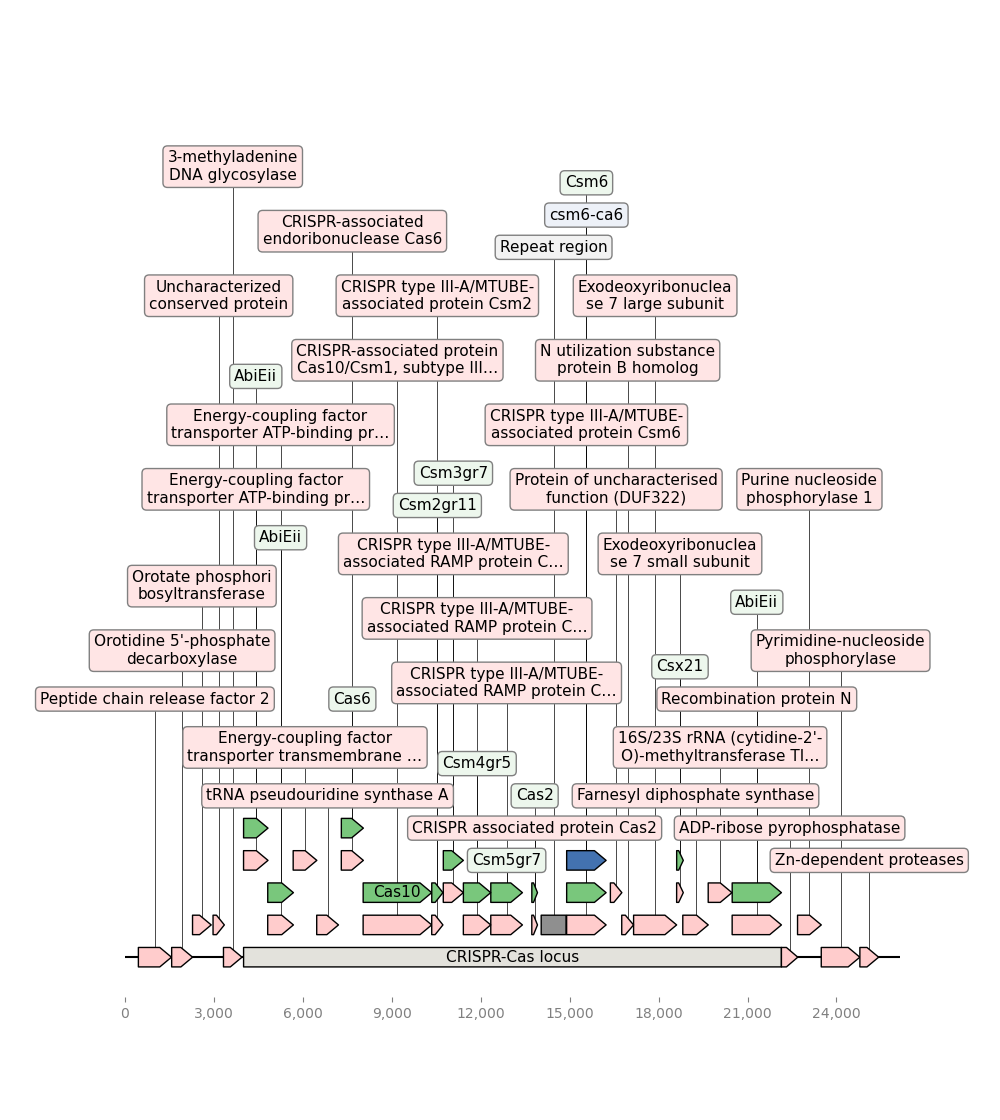 3-methyladenine
DNA glycosylase
Csm6
csm6-ca6
CRISPR-associated
endoribonuclease Cas6
Repeat region
Uncharacterized
conserved protein
CRISPR type III-A/MTUBE-
associated protein Csm2
Exodeoxyribonuclea
se 7 large subunit
CRISPR-associated protein
Cas10/Csm1, subtype III...
N utilization substance
protein B homolog
AbiEii
Energy-coupling factor
transporter ATP-binding pr...
CRISPR type III-A/MTUBE-
associated protein Csm6
Csm3gr7
Energy-coupling factor
transporter ATP-binding pr...
Protein of uncharacterised
function (DUF322)
Purine nucleoside
phosphorylase 1
Csm2gr11
AbiEii
CRISPR type III-A/MTUBE-
associated RAMP protein C...
Exodeoxyribonuclea
se 7 small subunit
Orotate phosphori
bosyltransferase
AbiEii
CRISPR type III-A/MTUBE-
associated RAMP protein C...
Orotidine 5'-phosphate
decarboxylase
Pyrimidine-nucleoside
phosphorylase
Csx21
CRISPR type III-A/MTUBE-
associated RAMP protein C...
Peptide chain release factor 2
Cas6
Recombination protein N
Energy-coupling factor
transporter transmembrane ...
16S/23S rRNA (cytidine-2'-
O)-methyltransferase Tl...
Csm4gr5
tRNA pseudouridine synthase A
Cas2
Farnesyl diphosphate synthase
CRISPR associated protein Cas2
ADP-ribose pyrophosphatase
Csm5gr7
Zn-dependent proteases
Cas10
CRISPR-Cas locus
0
3,000
6,000
9,000
12,000
15,000
18,000
21,000
24,000